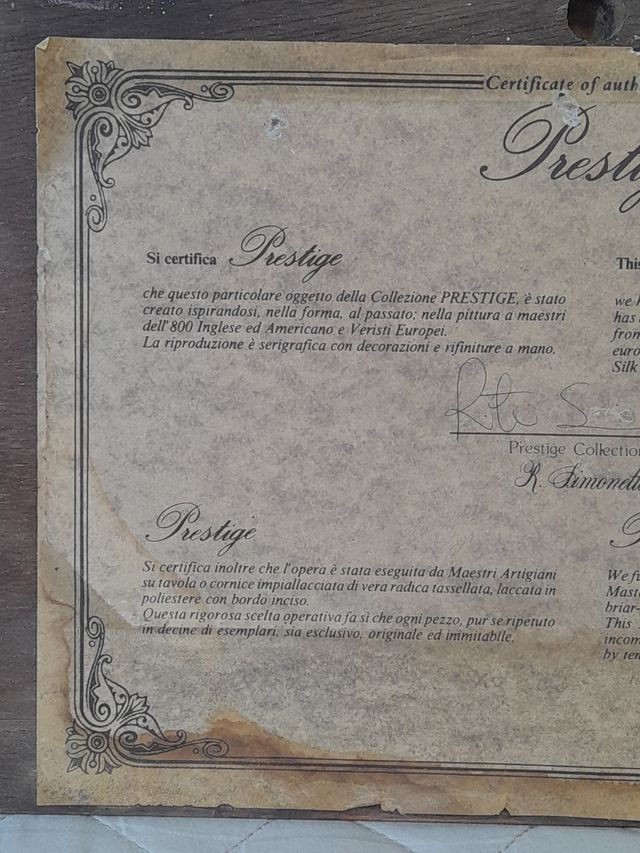 Certificate of auth
Prestig
Si certifica Prestige
che questo particolare oggetto della Collezione PRESTIGE, è stato
creato ispirandosi, nella forma, al passato; nella pittura a maestri
dell'800 Inglese ed Americano e Veristi Europei.
La riproduzione è serigrafica con decorazioni e rifiniture a mano.
This
we h
has
from
euro
Silk
Prestige Collection
R. Simonett
Prestige
Si certifica inoltre che l'opera è stata eseguita da Maestri Artigiani
su tavola o cornice impiallacciata di vera radica tassellata, laccata in
poliestere con bordo inciso.
Questa rigorosa scelta operativa fa sì che ogni pezzo, pur se ripetuto
in decine di esemplari, sia esclusivo, originale ed inimitabile.
We fu
Maste
briar-
This
incom
by ten